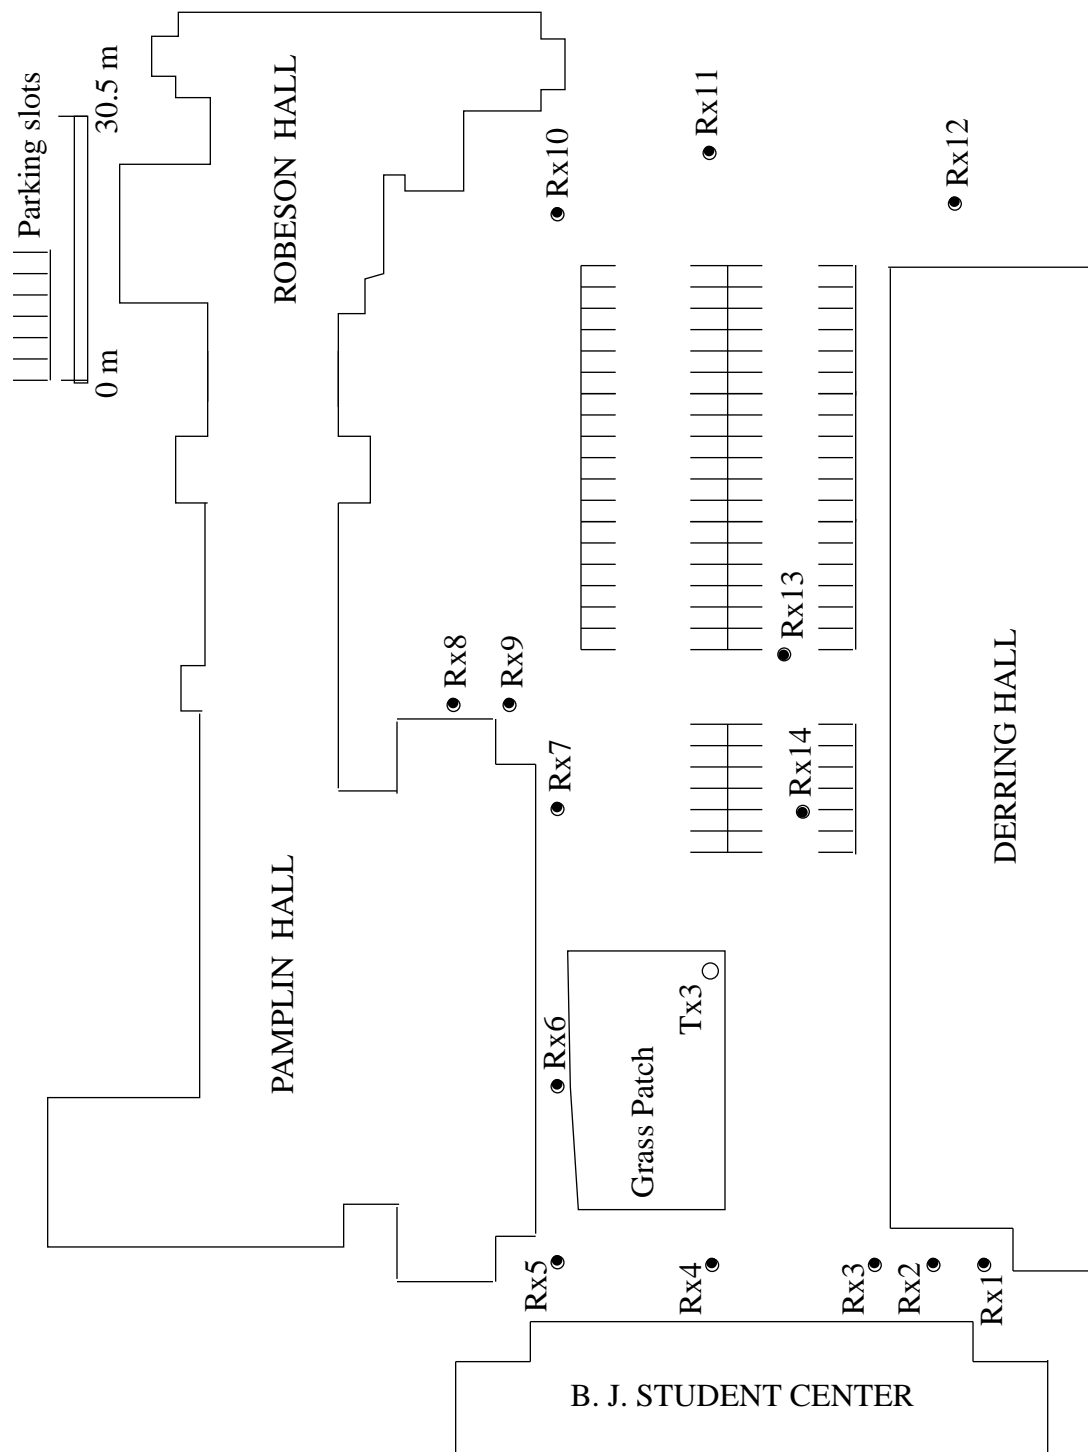 Parking slots
0 m
30.5 m
ROBESON HALL
Rx10
Rx11
Rx12
Rx8
Rx9
Rx7
Rx13
Rx14
DERRING HALL
PAMPLIN HALL
Rx6
Tx3
Grass Patch
Rx5
Rx4
Rx3
Rx2
Rx1
B. J. STUDENT CENTER